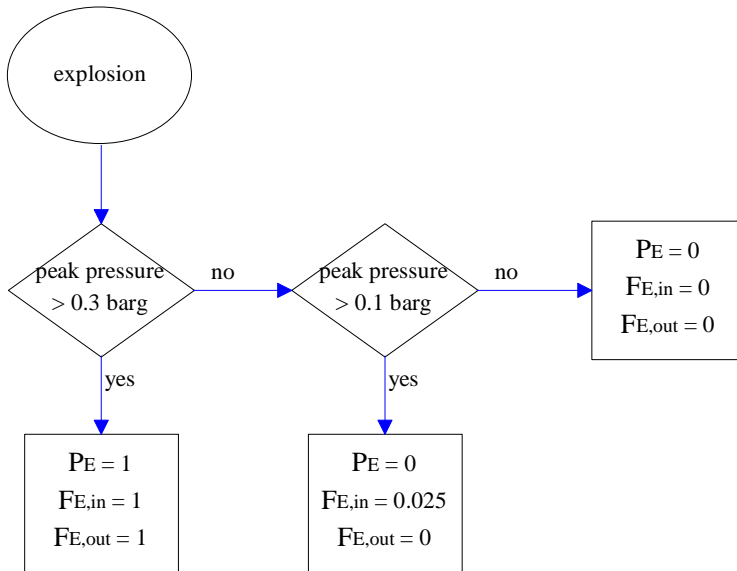 explosion
peak pressure
> 0.3 barg
no
peak pressure
> 0.1 barg
no
PE = 0
FE,in = 0
FE,out = 0
yes
yes
PE = 1
FE,in = 1
FE,out = 1
PE = 0
FE,in = 0.025
FE,out = 0